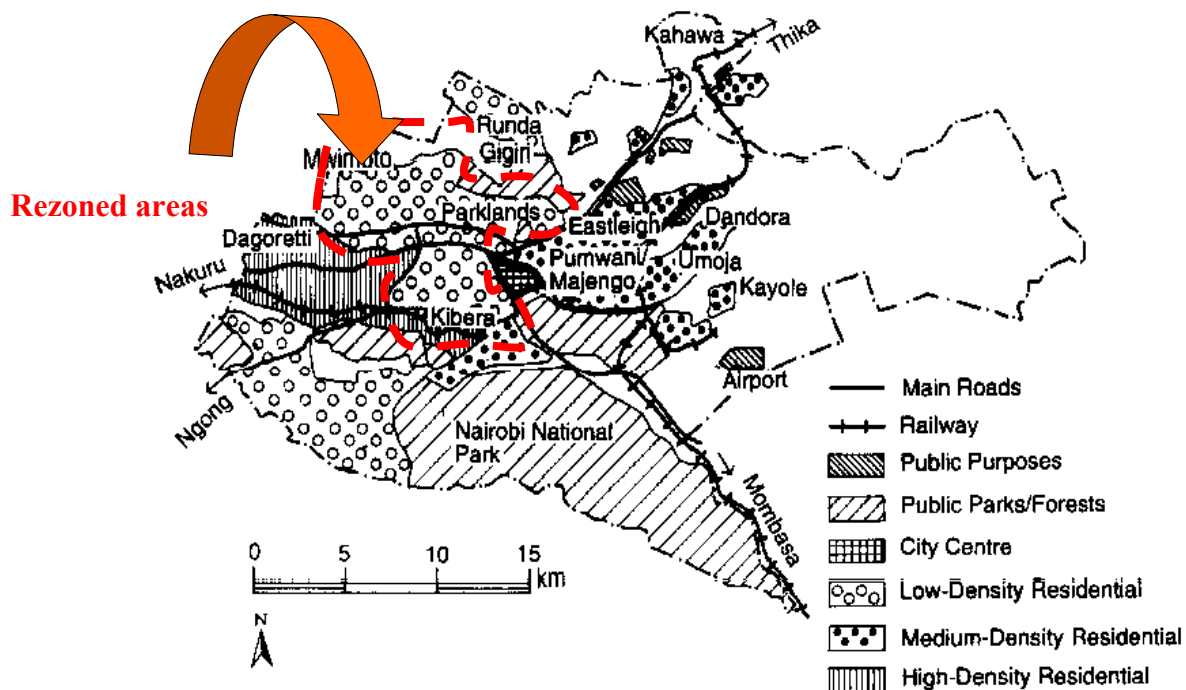 Kahawa
Thika
Runda
Gigiri
Mwimoto
Rezoned areas
Parklands
Eastleigh
Dandora
Dagoretti
Pumwani
Umoja
Majengo
Nakuru
Kayole
Kibera
Airport
Ngong
Nairobi National
Park
Mombasa
Main Roads
Railway
Public Purposes
Public Parks/Forests
City Centre
Low-Density Residential
Medium-Density Residential
High-Density Residential
0 5 10 15
km
N